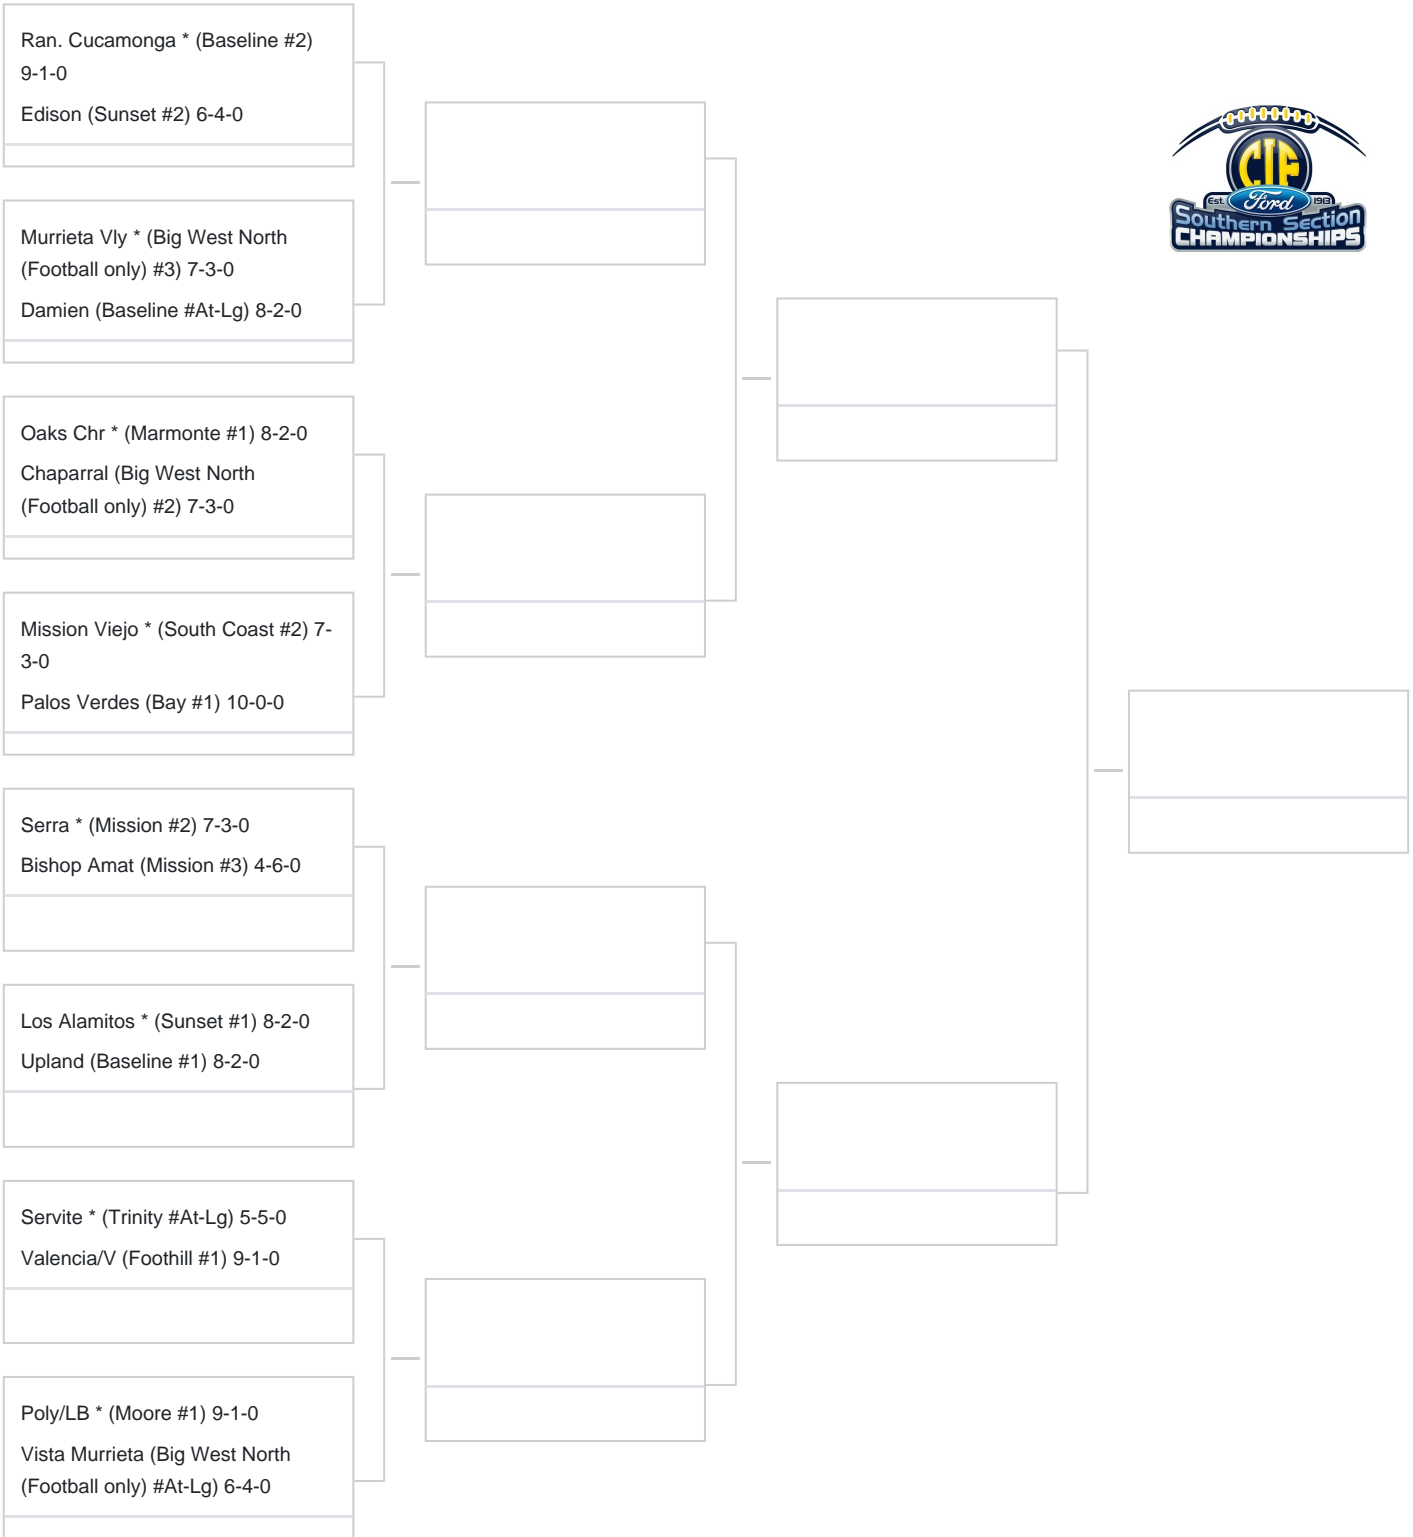 Ran. Cucamonga * (Baseline #2)
9-1-0
Edison (Sunset #2) 6-4-0
Murrieta Vly * (Big West North
(Football only) #3) 7-3-0
Damien (Baseline #At-Lg) 8-2-0
Oaks Chr * (Marmonte #1) 8-2-0
Chaparral (Big West North
(Football only) #2) 7-3-0
Mission Viejo * (South Coast #2) 7-
3-0
Palos Verdes (Bay #1) 10-0-0
Serra * (Mission #2) 7-3-0
Bishop Amat (Mission #3) 4-6-0
Los Alamitos * (Sunset #1) 8-2-0
Upland (Baseline #1) 8-2-0
Servite * (Trinity #At-Lg) 5-5-0
Valencia/V (Foothill #1) 9-1-0
Poly/LB * (Moore #1) 9-1-0
Vista Murrieta (Big West North
(Football only) #At-Lg) 6-4-0
CIF
Est. Ford 1913
Southern Section
CHAMPIONSHIPS